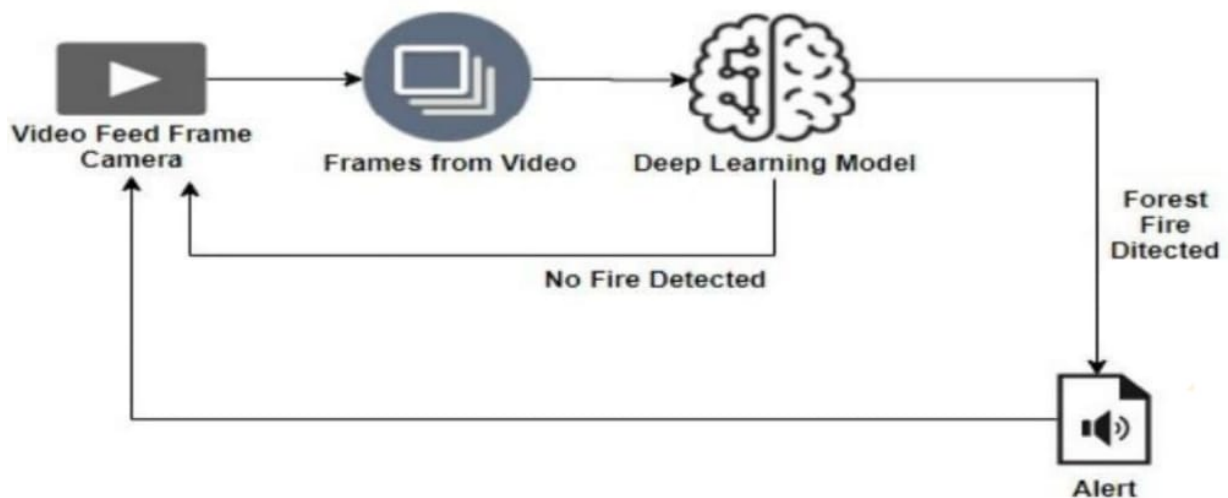 Video Feed Frame
Camera
Frames from Video
Deep Learning Model
Forest
Fire
Ditected
No Fire Detected
Alert